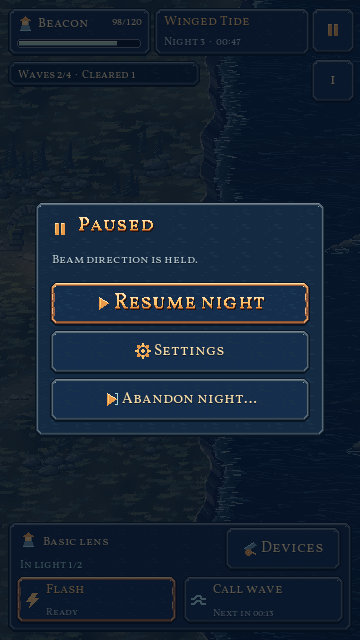 Beacon 98/120
Winged Tide
Night 3 · 00:47
Waves 2/4 · Cleared 1
I
Paused
Beam direction is held.
Resume night
Settings
Abandon night...
Basic lens
In light 1/2
Devices
Flash
Ready
Call wave
Next in 00:13